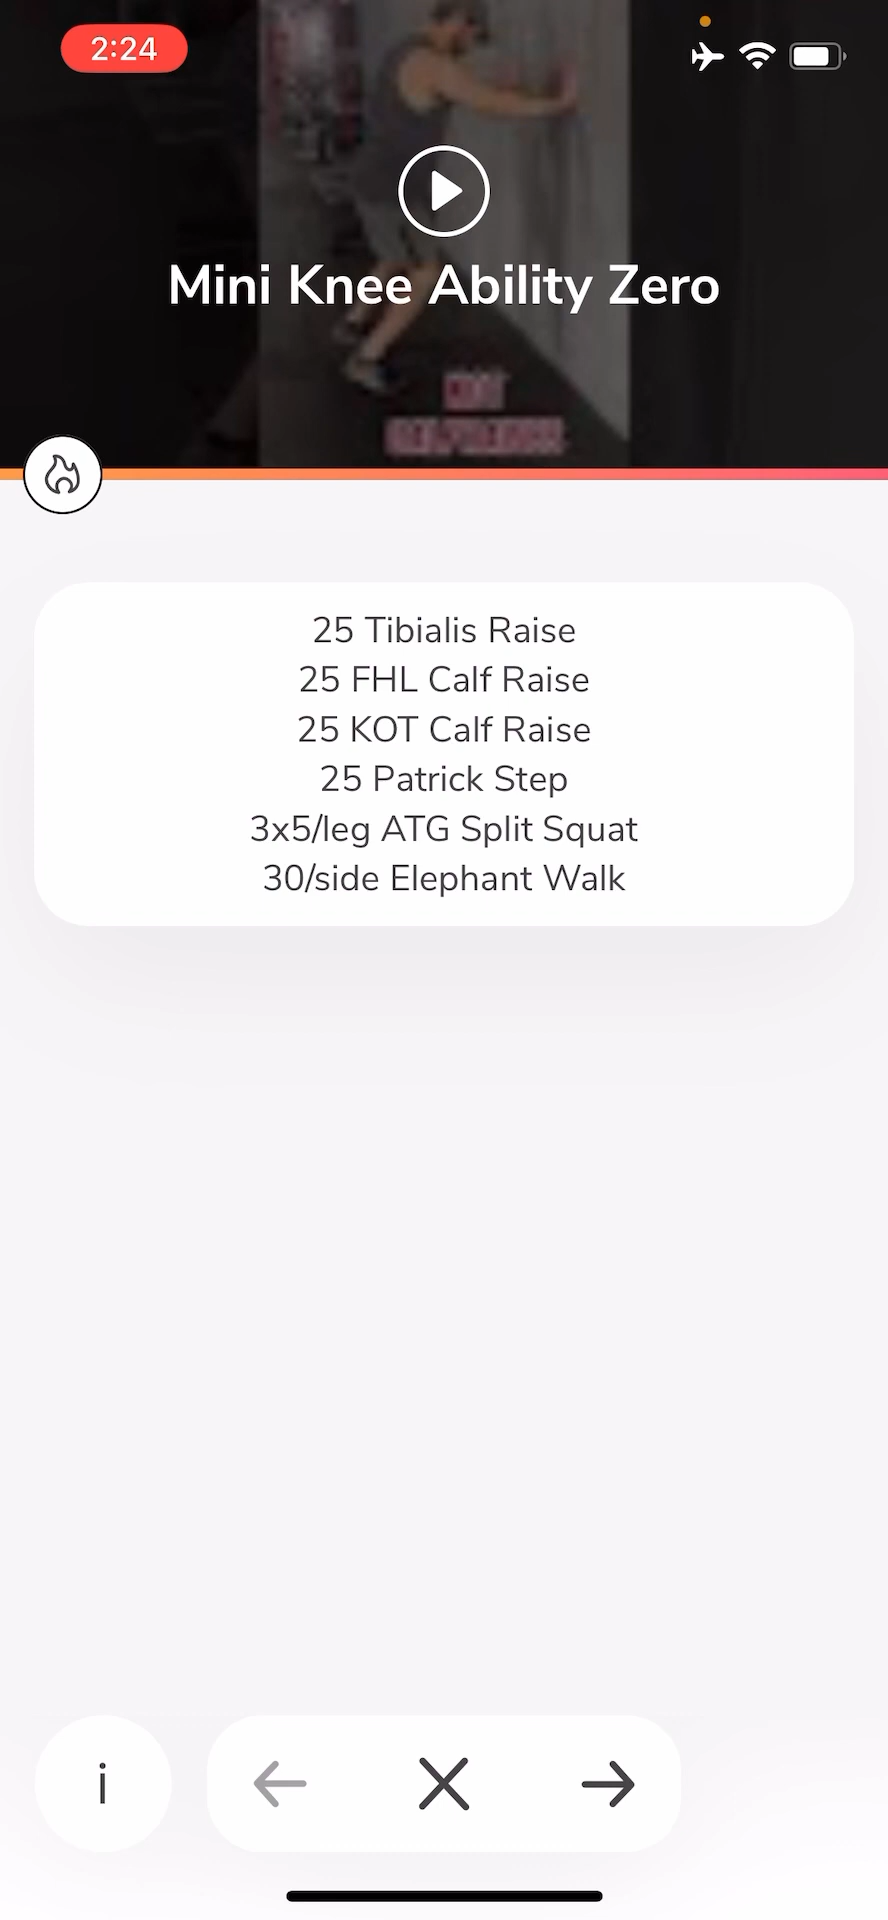 2:24
Mini Knee Ability Zero
25 Tibialis Raise
25 FHL Calf Raise
25 KOT Calf Raise
25 Patrick Step
3x5/leg ATG Split Squat
30/side Elephant Walk
i